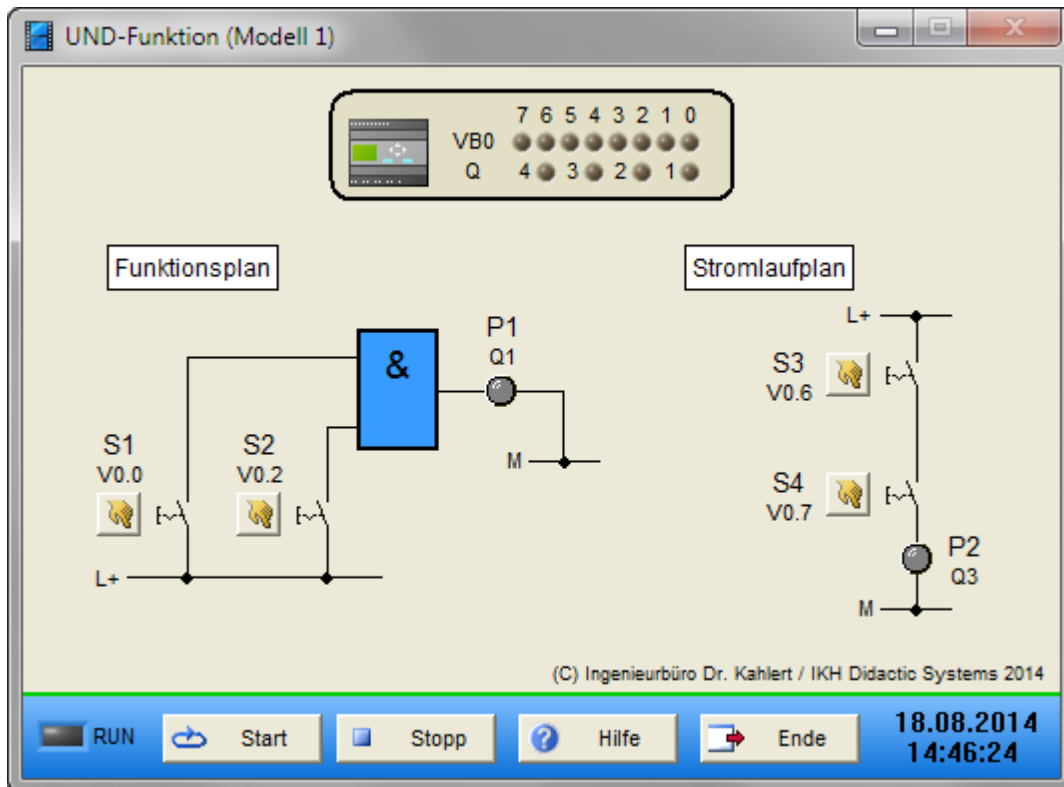 UND-Funktion (Modell 1)
7 6 5 4 3 2 1 0
VB0
Q 4 3 2 1
Funktionsplan
Stromlaufplan
&
P1
Q1
M
S1
V0.0
S2
V0.2
L+
L+
S3
V0.6
S4
V0.7
P2
Q3
M
(C) Ingenieurbüro Dr. Kahlert / IKH Didactic Systems 2014
RUN Start Stopp Hilfe Ende
18.08.2014
14:46:24